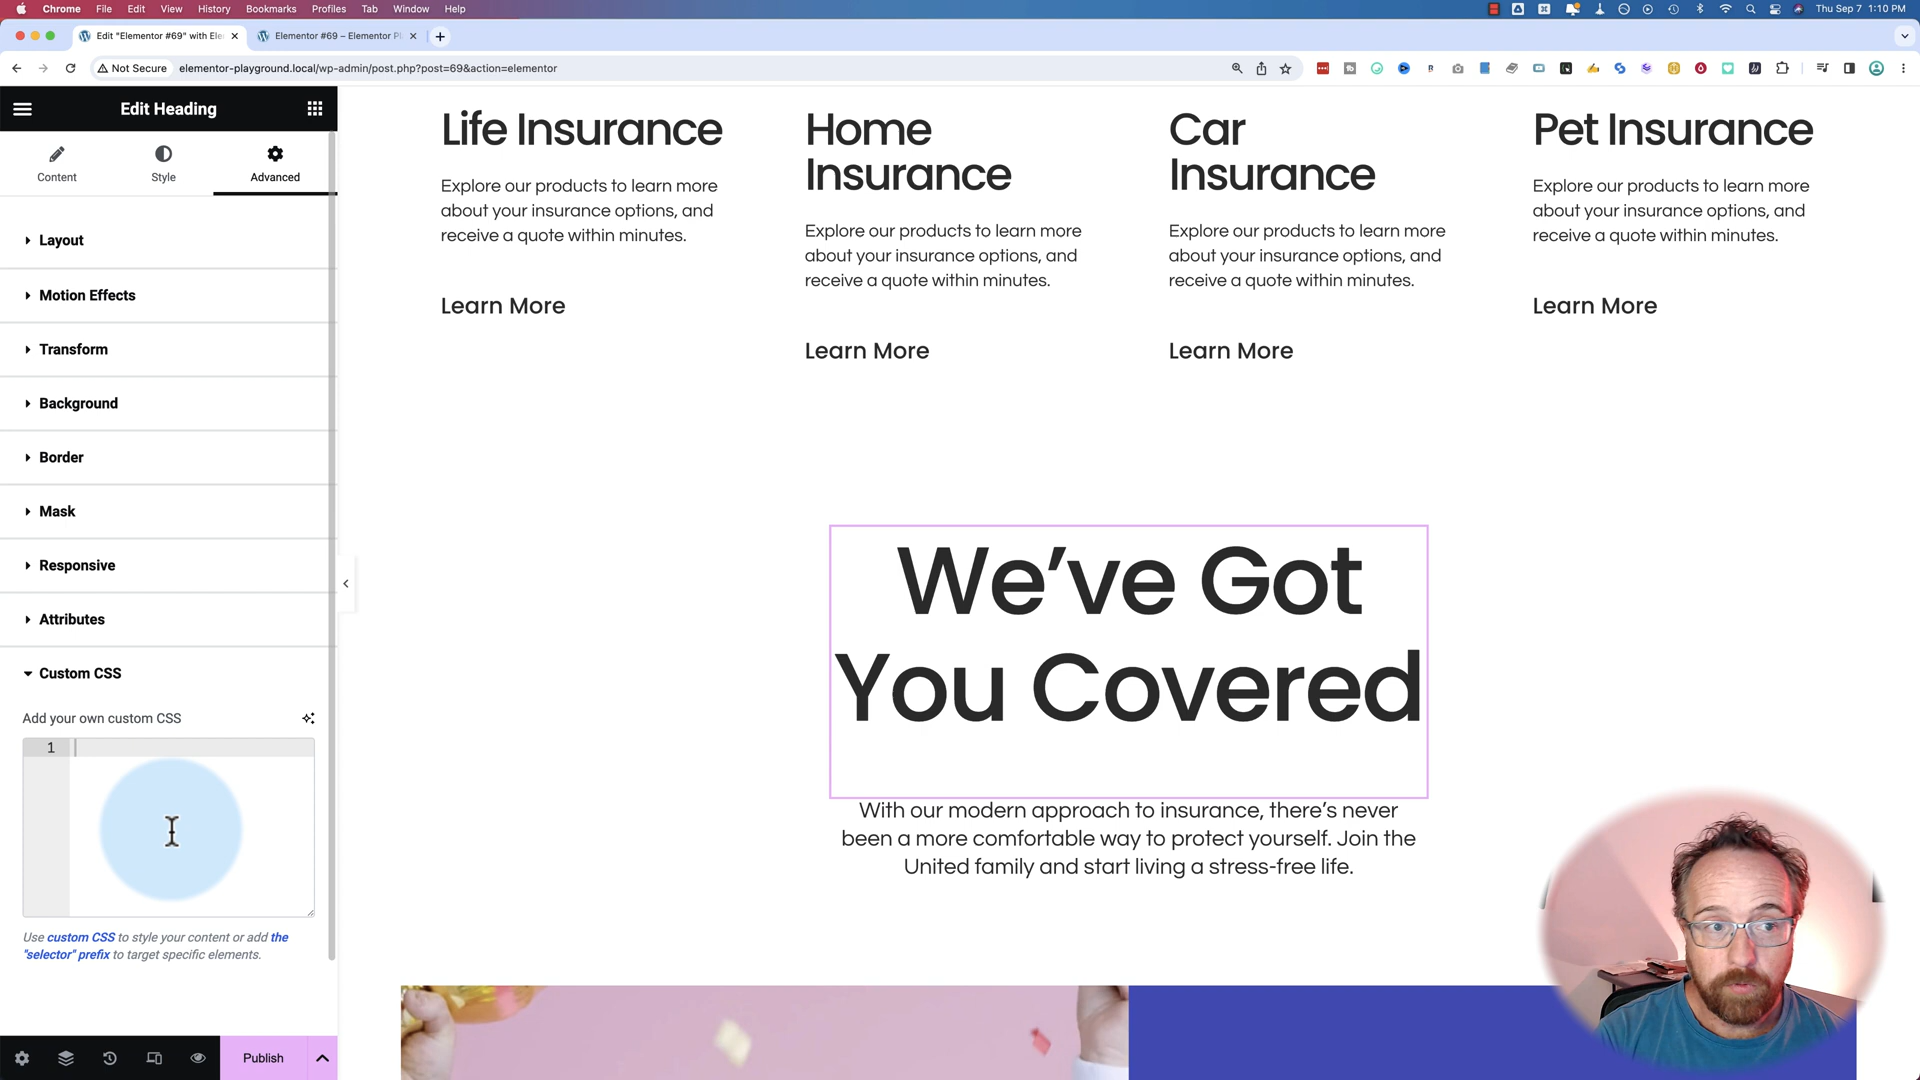 Chrome File Edit View History Bookmarks Profiles Tab Window Help
Thu Sep 7 1:10 PM
Edit "Elementor #69" with Ele
Elementor #69 – Elementor Pl
Not Secure
elementor-playground.local/wp-admin/post.php?post=69&action=elementor
Edit Heading
Content
Style
Advanced
Layout
Motion Effects
Transform
Background
Border
Mask
Responsive
Attributes
Custom CSS
Add your own custom CSS
1
Use custom CSS to style your content or add the
"selector" prefix to target specific elements.
Publish
Life Insurance
Explore our products to learn more
about your insurance options, and
receive a quote within minutes.
Learn More
Home
Insurance
Explore our products to learn more
about your insurance options, and
receive a quote within minutes.
Learn More
Car
Insurance
Explore our products to learn more
about your insurance options, and
receive a quote within minutes.
Learn More
Pet Insurance
Explore our products to learn more
about your insurance options, and
receive a quote within minutes.
Learn More
We’ve Got
You Covered
With our modern approach to insurance, there’s never
been a more comfortable way to protect yourself. Join the
United family and start living a stress-free life.